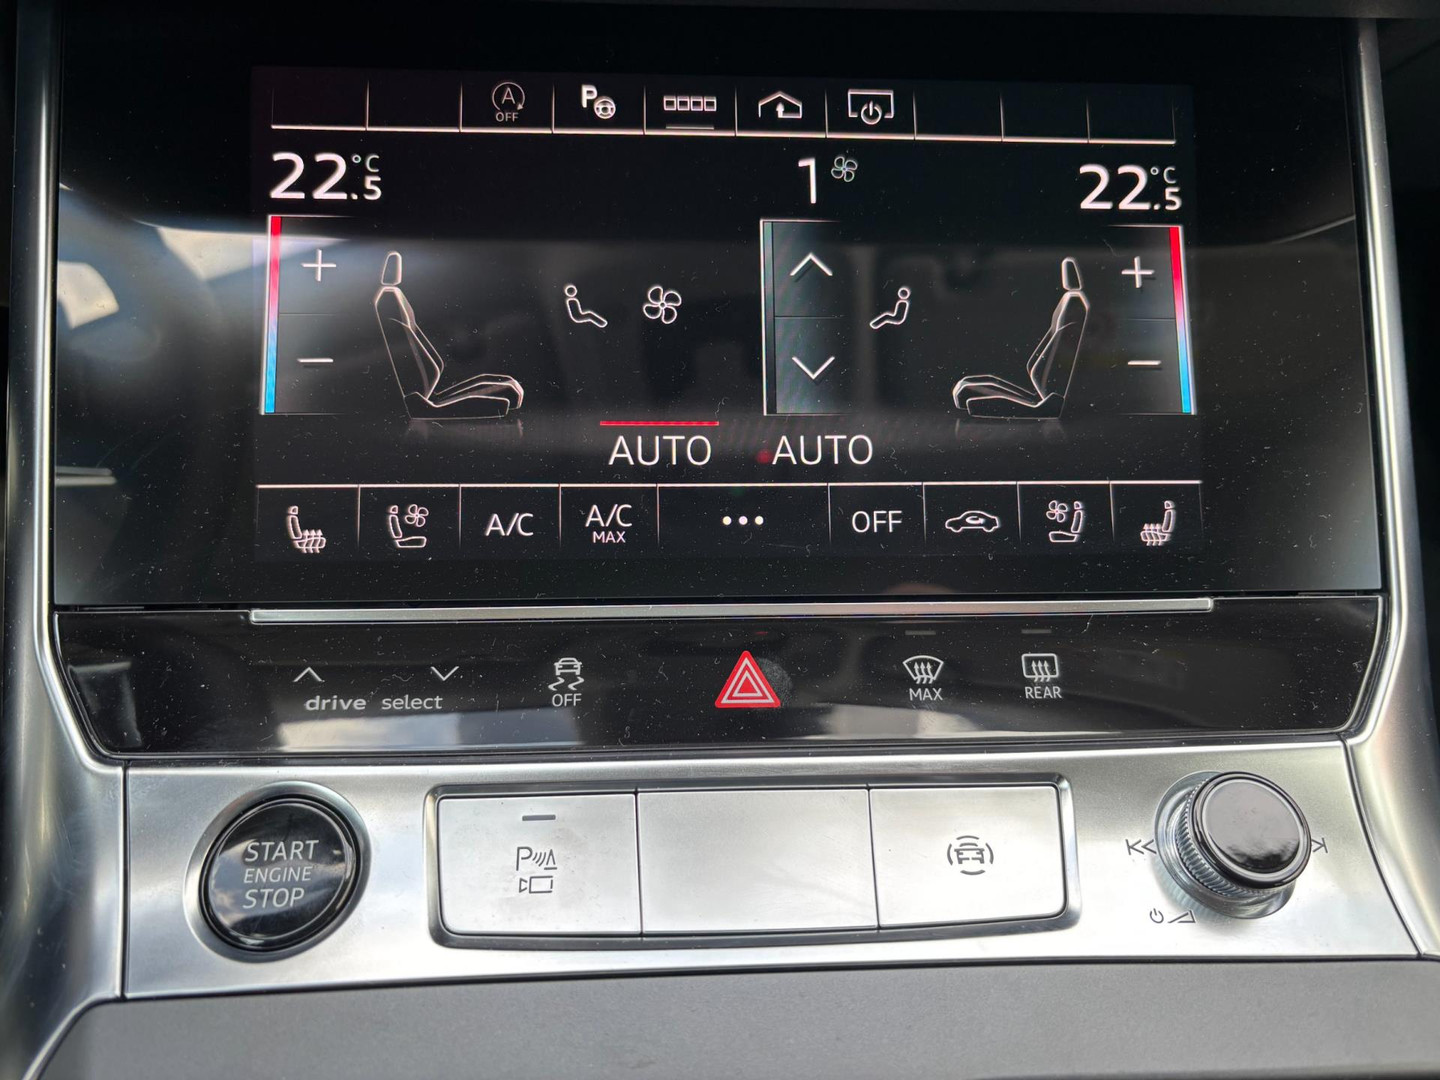 A
OFF
P
22.5°C
1
22.5°C
AUTO AUTO
A/C
A/C
MAX
OFF
drive select
OFF
MAX
REAR
START
ENGINE
STOP
P